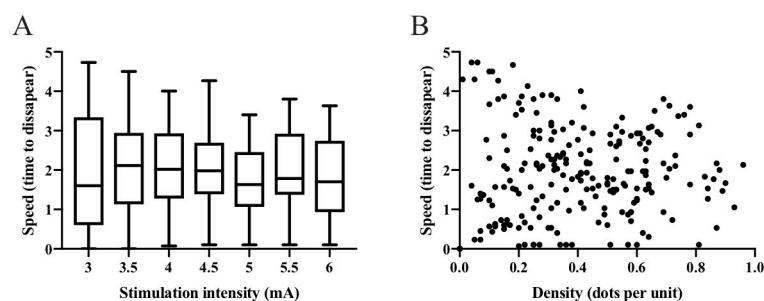 A
B
Speed (time to dissapear)
5
4
3
2
1
0
3 3.5 4 4.5 5 5.5 6
Stimulation intensity (mA)
Speed (time to dissapear)
5
4
3
2
1
0
0.0 0.2 0.4 0.6 0.8 1.0
Density (dots per unit)